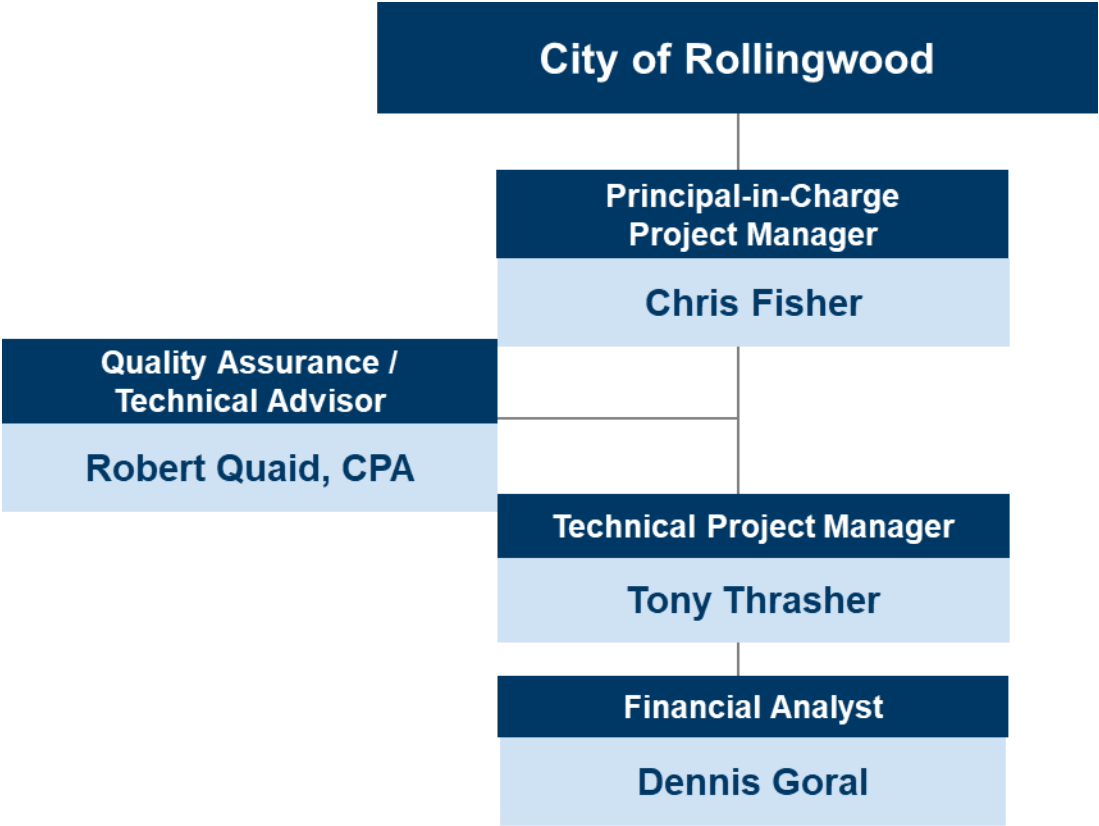 City of Rollingwood
Principal-in-Charge
Project Manager
Chris Fisher
Quality Assurance /
Technical Advisor
Robert Quaid, CPA
Technical Project Manager
Tony Thrasher
Financial Analyst
Dennis Goral